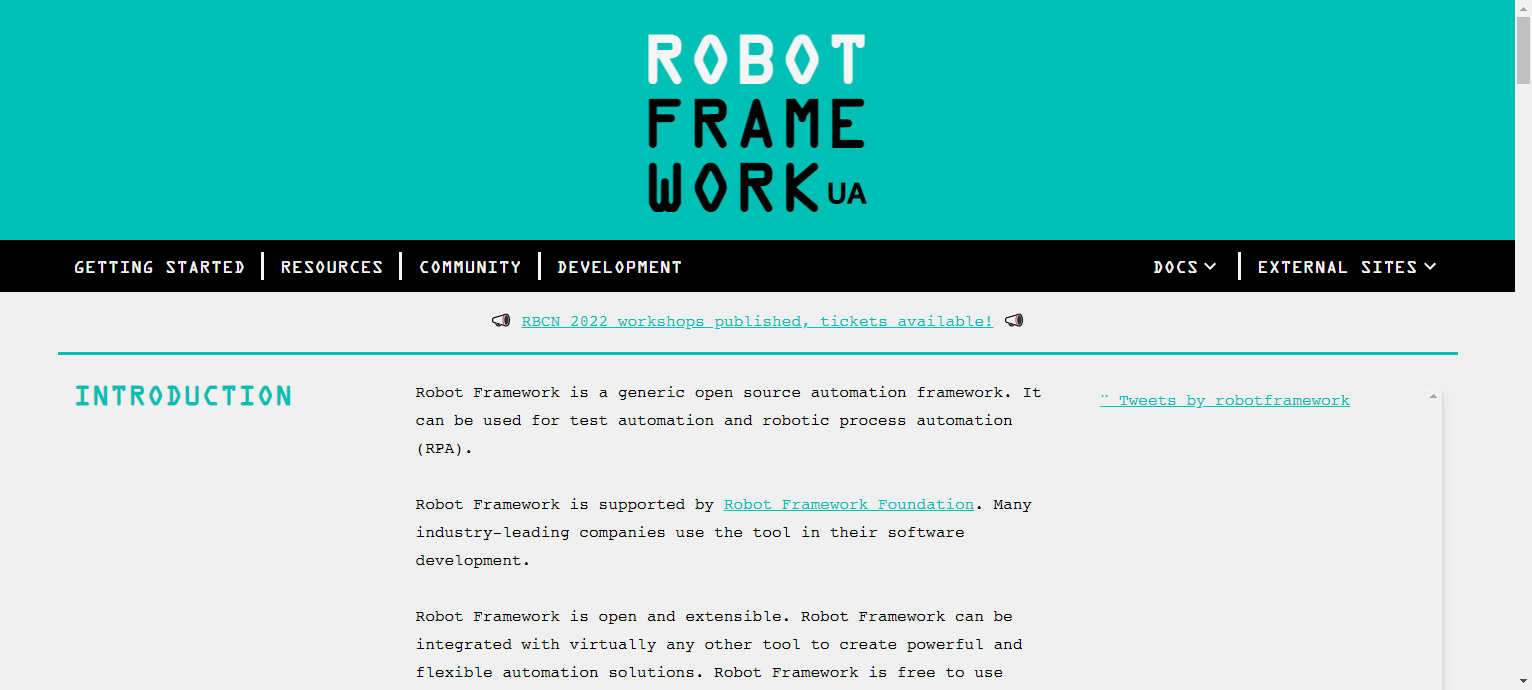 ROBOT
FRAME
WORK UA
GETTING STARTED
RESOURCES
COMMUNITY
DEVELOPMENT
DOCS
EXTERNAL SITES
RBCN 2022 workshops published, tickets available!
INTRODUCTION
Robot Framework is a generic open source automation framework. It
can be used for test automation and robotic process automation
(RPA).
Robot Framework is supported by Robot Framework Foundation. Many
industry-leading companies use the tool in their software
development.
Robot Framework is open and extensible. Robot Framework can be
integrated with virtually any other tool to create powerful and
flexible automation solutions. Robot Framework is free to use
¨ Tweets by robotframework